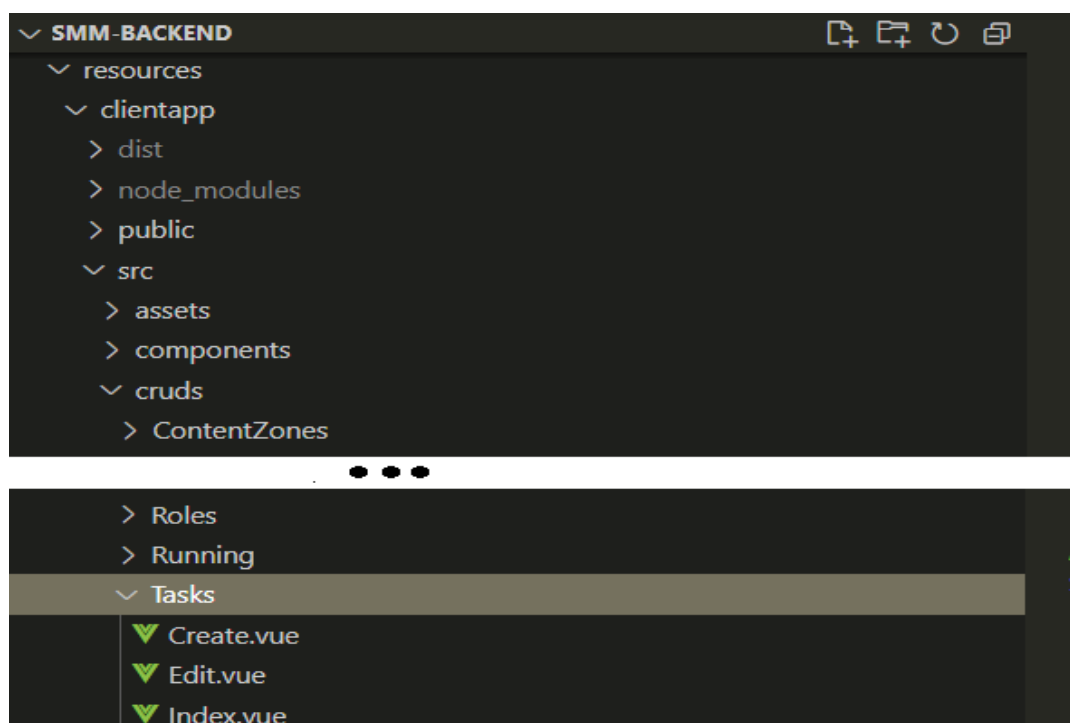 SMM-BACKEND
resources
clientapp
dist
node_modules
public
src
assets
components
cruds
ContentZones
Roles
Running
Tasks
Create.vue
Edit.vue
Index.vue